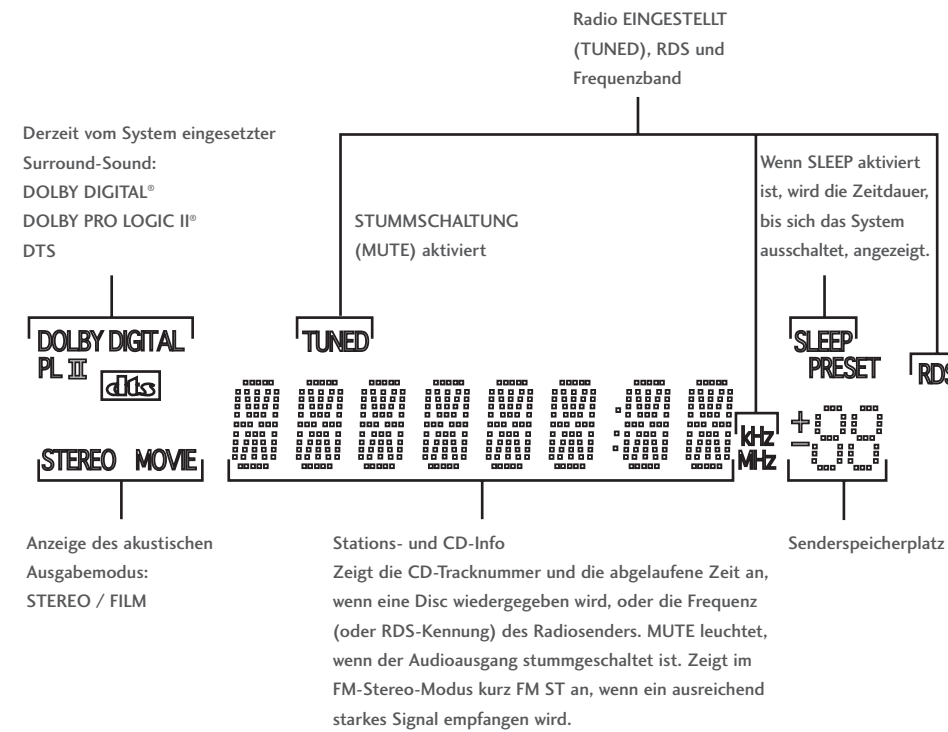 Radio EINGESTELLT
(TUNED), RDS und
Frequenzband
Derzeit vom System eingesetzter
Surround-Sound:
DOLBY DIGITAL®
DOLBY PRO LOGIC II®
DTS
STUMMSCHALTUNG
(MUTE) aktiviert
Wenn SLEEP aktiviert
ist, wird die Zeitdauer,
bis sich das System
ausschaltet, angezeigt.
DOLBY DIGITAL
PL II
dts
TUNED
SLEEP
PRESET
RDS
kHz
MHz
STEREO MOVIE
Anzeige des akustischen
Ausgabemodus:
STEREO / FILM
Stations- und CD-Info
Zeigt die CD-Tracknummer und die abgelaufene Zeit an,
wenn eine Disc wiedergegeben wird, oder die Frequenz
(oder RDS-Kennung) des Radiosenders. MUTE leuchtet,
wenn der Audioausgang stummgeschaltet ist. Zeigt im
FM-Stereo-Modus kurz FM ST an, wenn ein ausreichend
starkes Signal empfangen wird.
Senderspeicherplatz